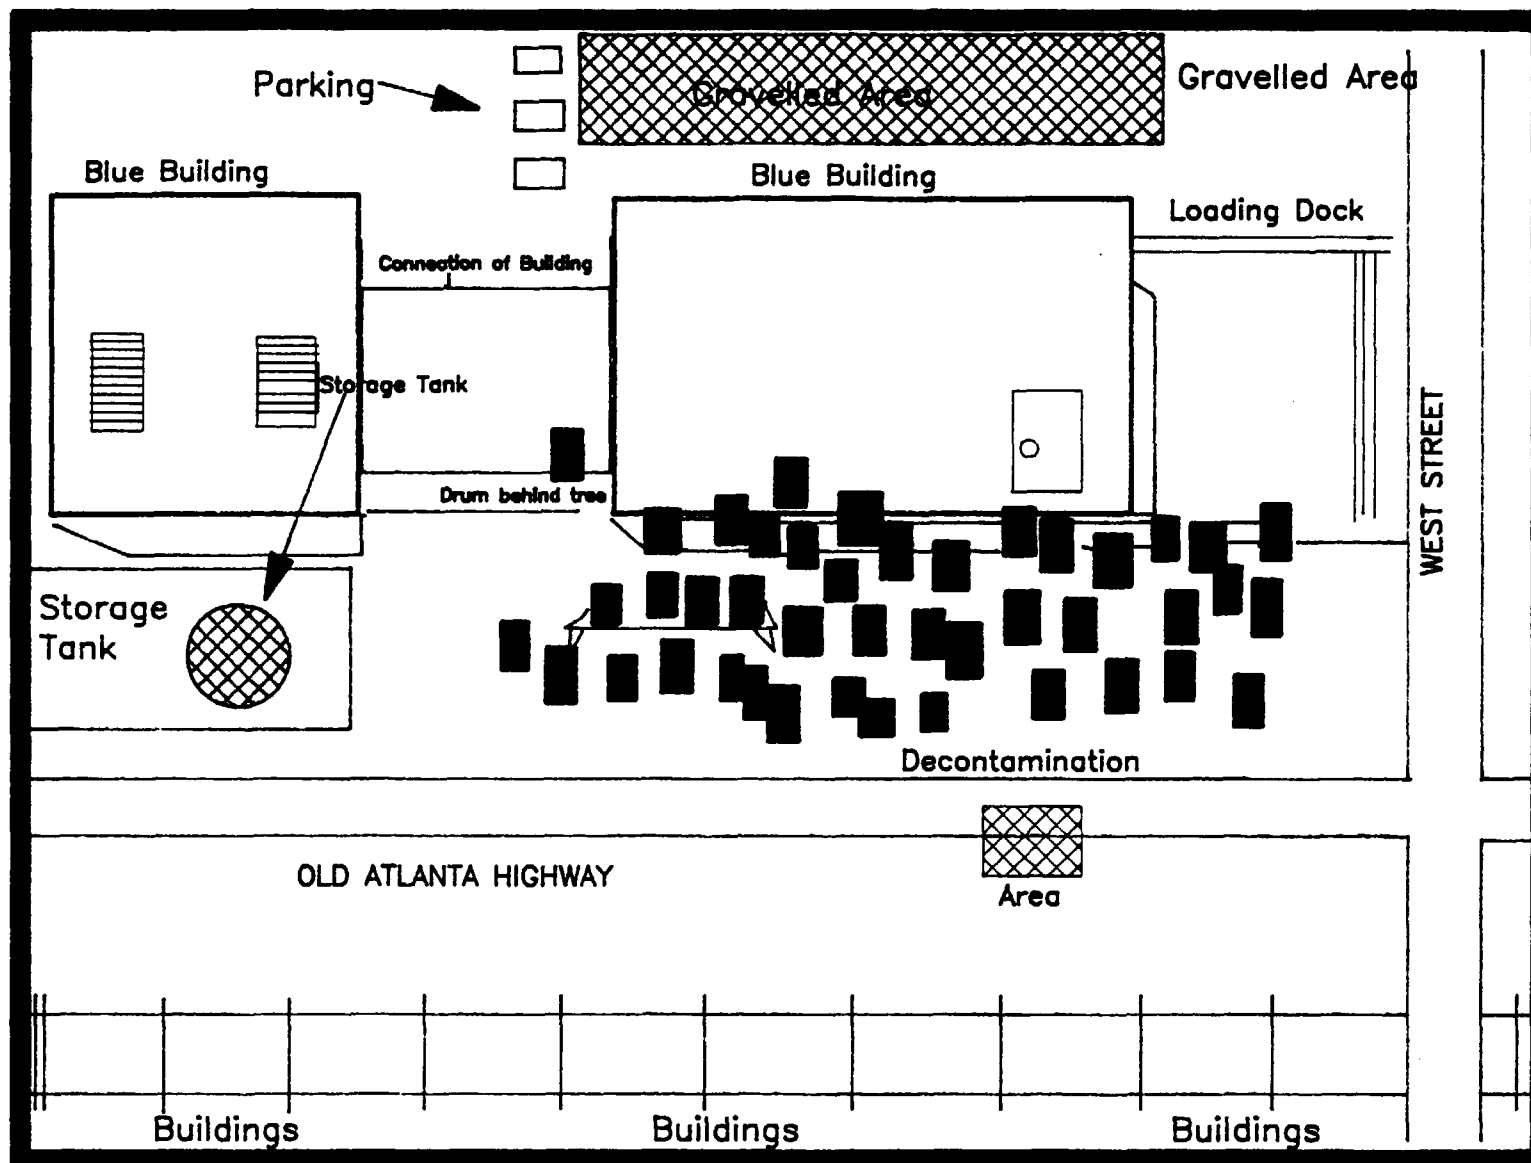 Parking
Gravelled Area
Gravelled Area
Blue Building
Blue Building
Loading Dock
Connection of Building
Storage Tank
WEST STREET
Drum behind tree
Storage
Tank
Decontamination
OLD ATLANTA HIGHWAY
Area
Buildings
Buildings
Buildings